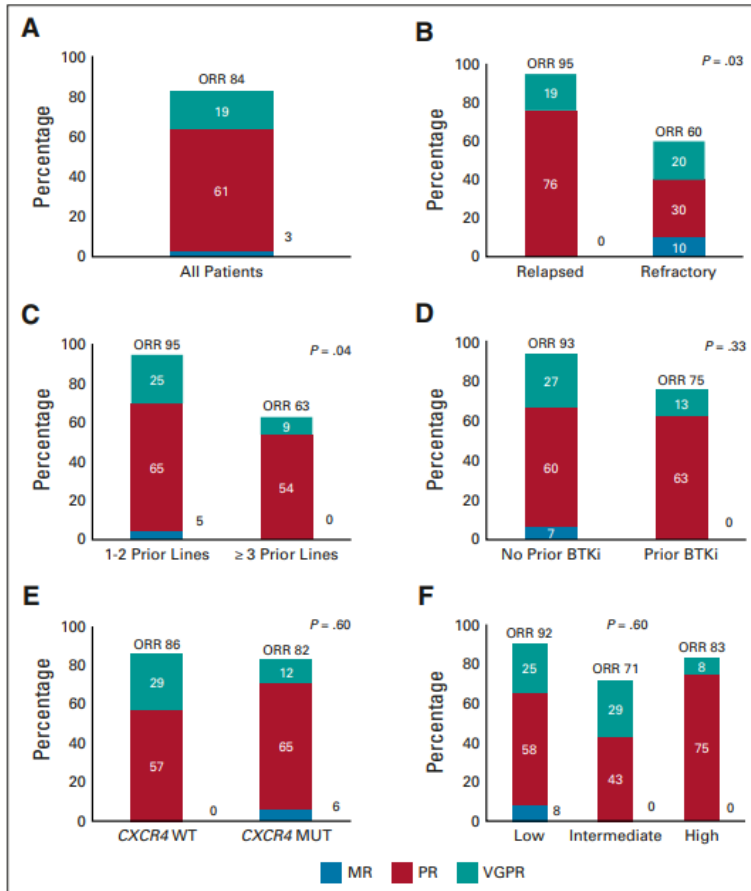 A
Percentage
100
80
60
40
20
0
ORR 84
19
61
3
All Patients
B
Percentage
100
80
60
40
20
0
P = .03
ORR 95
19
76
0
Relapsed
ORR 60
20
30
10
Refractory
C
Percentage
100
80
60
40
20
0
P = .04
ORR 95
25
65
5
1-2 Prior Lines
ORR 63
9
54
0
≥ 3 Prior Lines
D
Percentage
100
80
60
40
20
0
P = .33
ORR 93
27
60
7
No Prior BTKi
ORR 75
13
63
0
Prior BTKi
E
Percentage
100
80
60
40
20
0
P = .60
ORR 86
29
57
0
CXCR4 WT
ORR 82
12
65
6
CXCR4 MUT
F
Percentage
100
80
60
40
20
0
P = .60
ORR 92
25
58
8
Low
ORR 71
29
43
0
Intermediate
ORR 83
8
75
0
High
MR PR VGPR